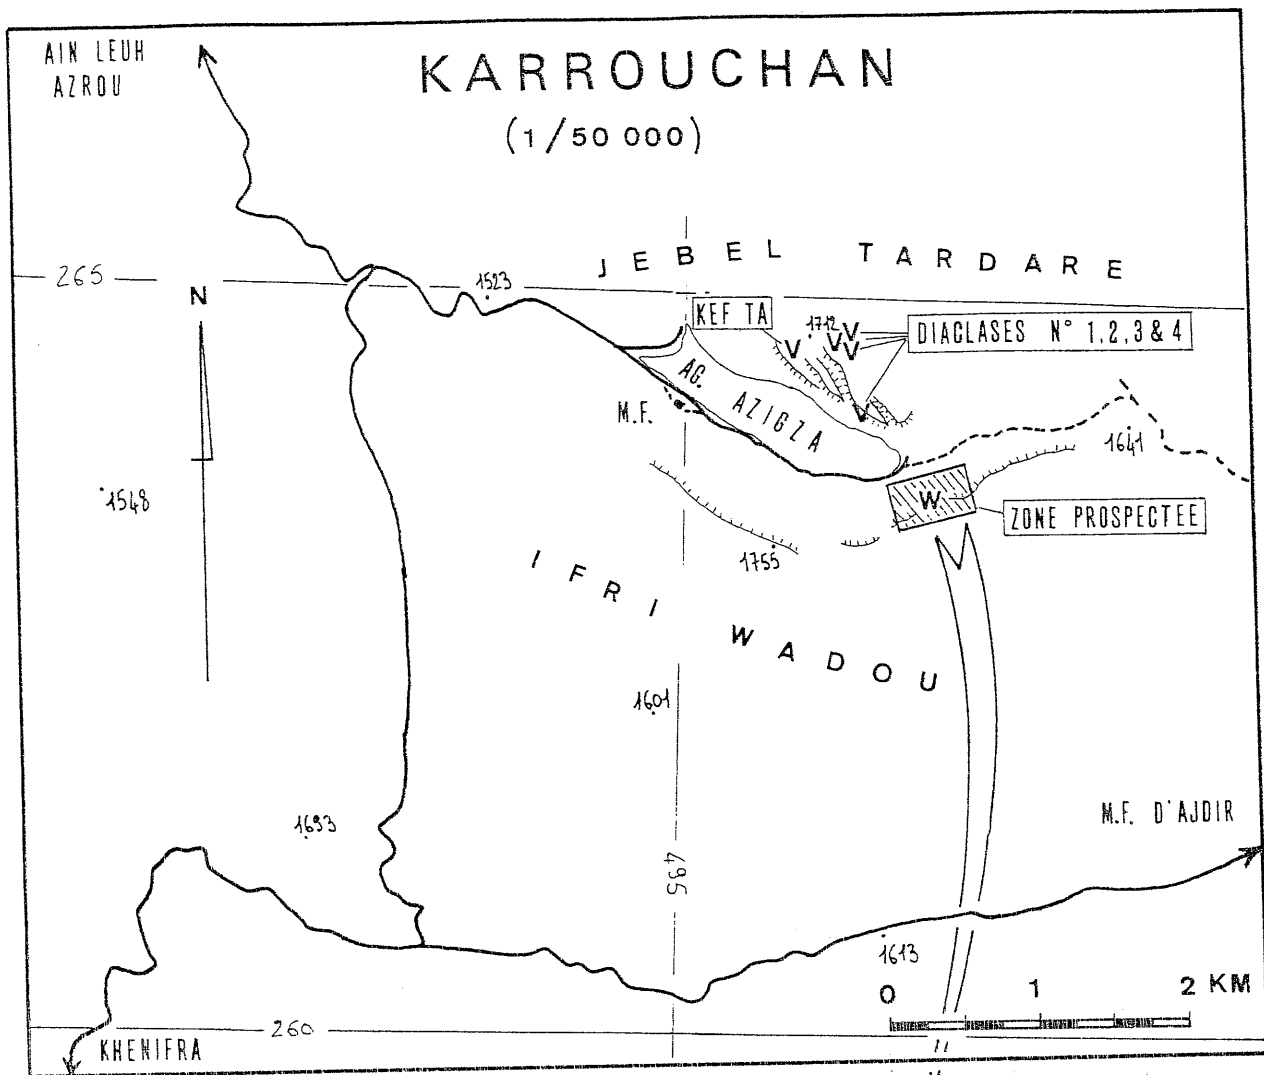 AIN LEUH
AZROU
KARROUCHAN
(1/50 000)
JEBEL TARDARE
265
N
1523
KEF TA
1712
V
V
V
V
V
DIACLASES N° 1,2,3 & 4
AG. AZIGZA
M.F.
1641
1548
W
ZONE PROSPECTEE
1755
IFRI WADOU
1601
M.F. D'AJDIR
1693
495
1613
0 1 2 KM
260
KHENIFRA